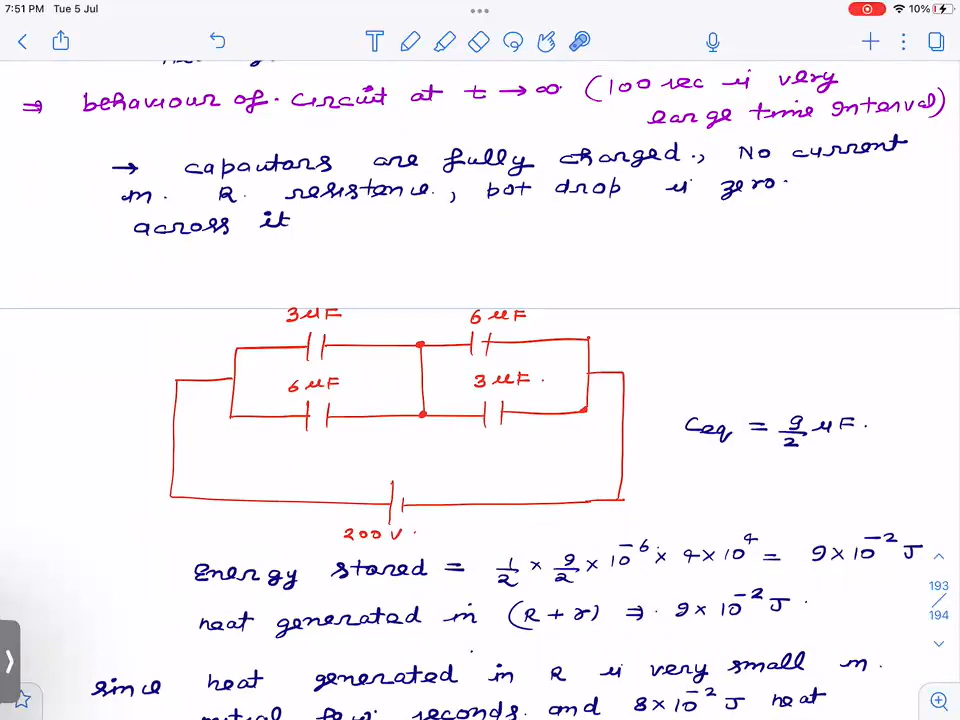 7:51 PM Tue 5 Jul
10%
T
⇒ behaviour of. circuit at t → ∞ (100 sec is very
large time interval)
→ capactors are fully charged., No current
in. R. resistance., pot drop is zero.
across it
3 μF
6 μF
6 μF
3 μF.
Ceq = 9/2 μF.
200 V.
Energy stored = 1/2 × 9/2 × 10⁻⁶ × 4 × 10⁴ = 9 × 10⁻² J
heat generated in (R + r) ⇒ 9 × 10⁻² J.
193
194
since heat generated in R is very small in.
initial few seconds and 8 × 10⁻² J heat